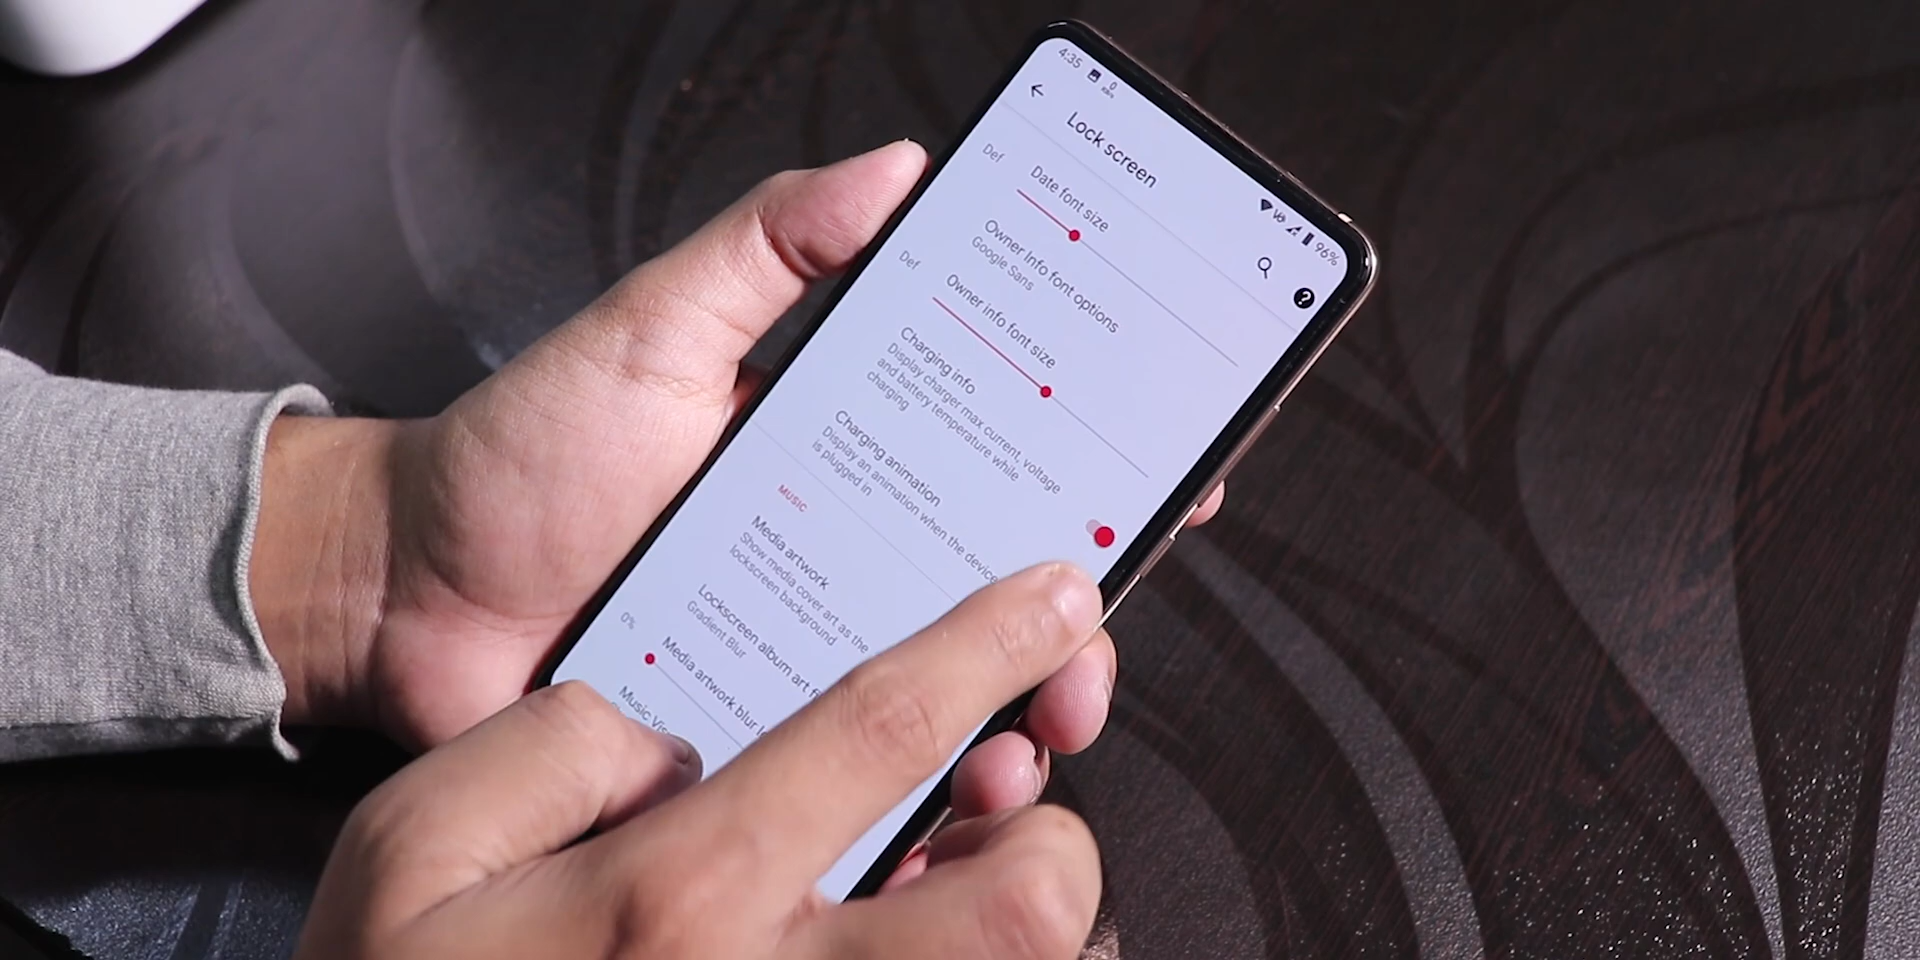 4:35
0
KB/s
96%
Lock screen
Date font size
Def
Owner Info font options
Google Sans
Owner info font size
Def
Charging info
Display charger max current, voltage
and battery temperature while
charging
Charging animation
Display an animation when the device
is plugged in
MUSIC
Media artwork
Show media cover art as the
lockscreen background
Lockscreen album art
Gradient Blur
Media artwork blur
0%
Music